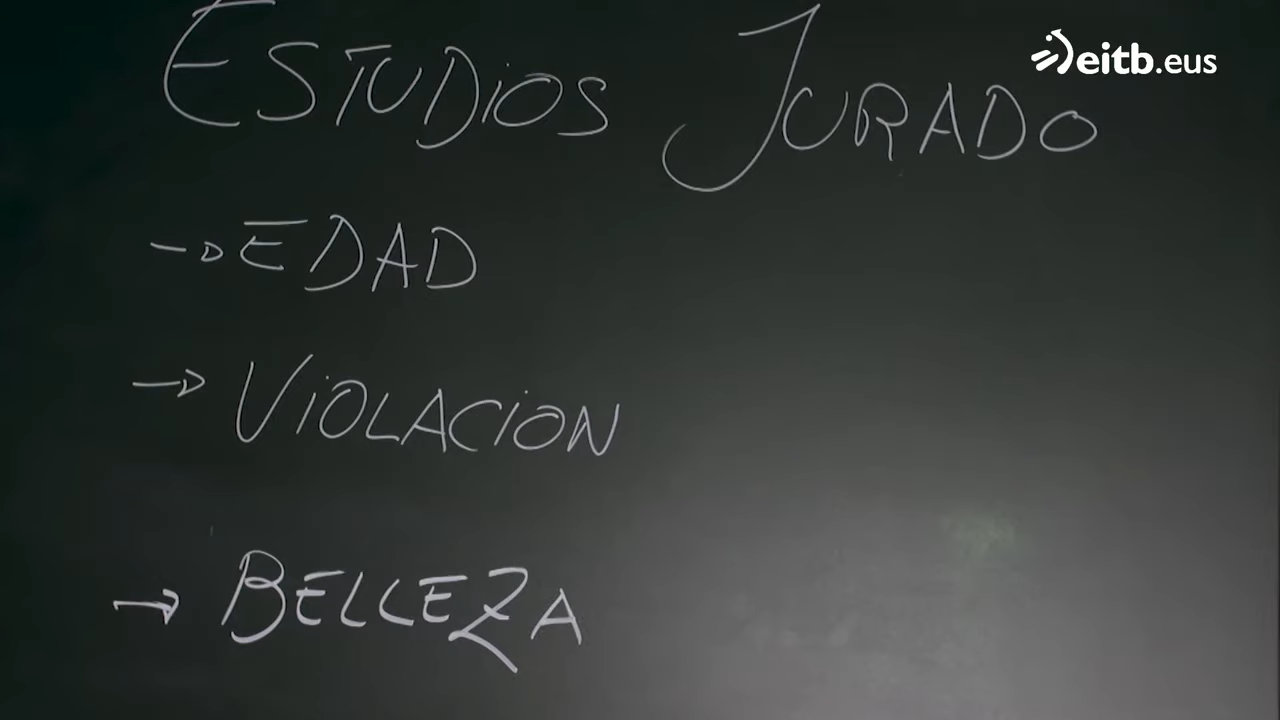 ESTUDIOS JURADO
eitb.eus
→ EDAD
→ VIOLACION
→ BELLEZA